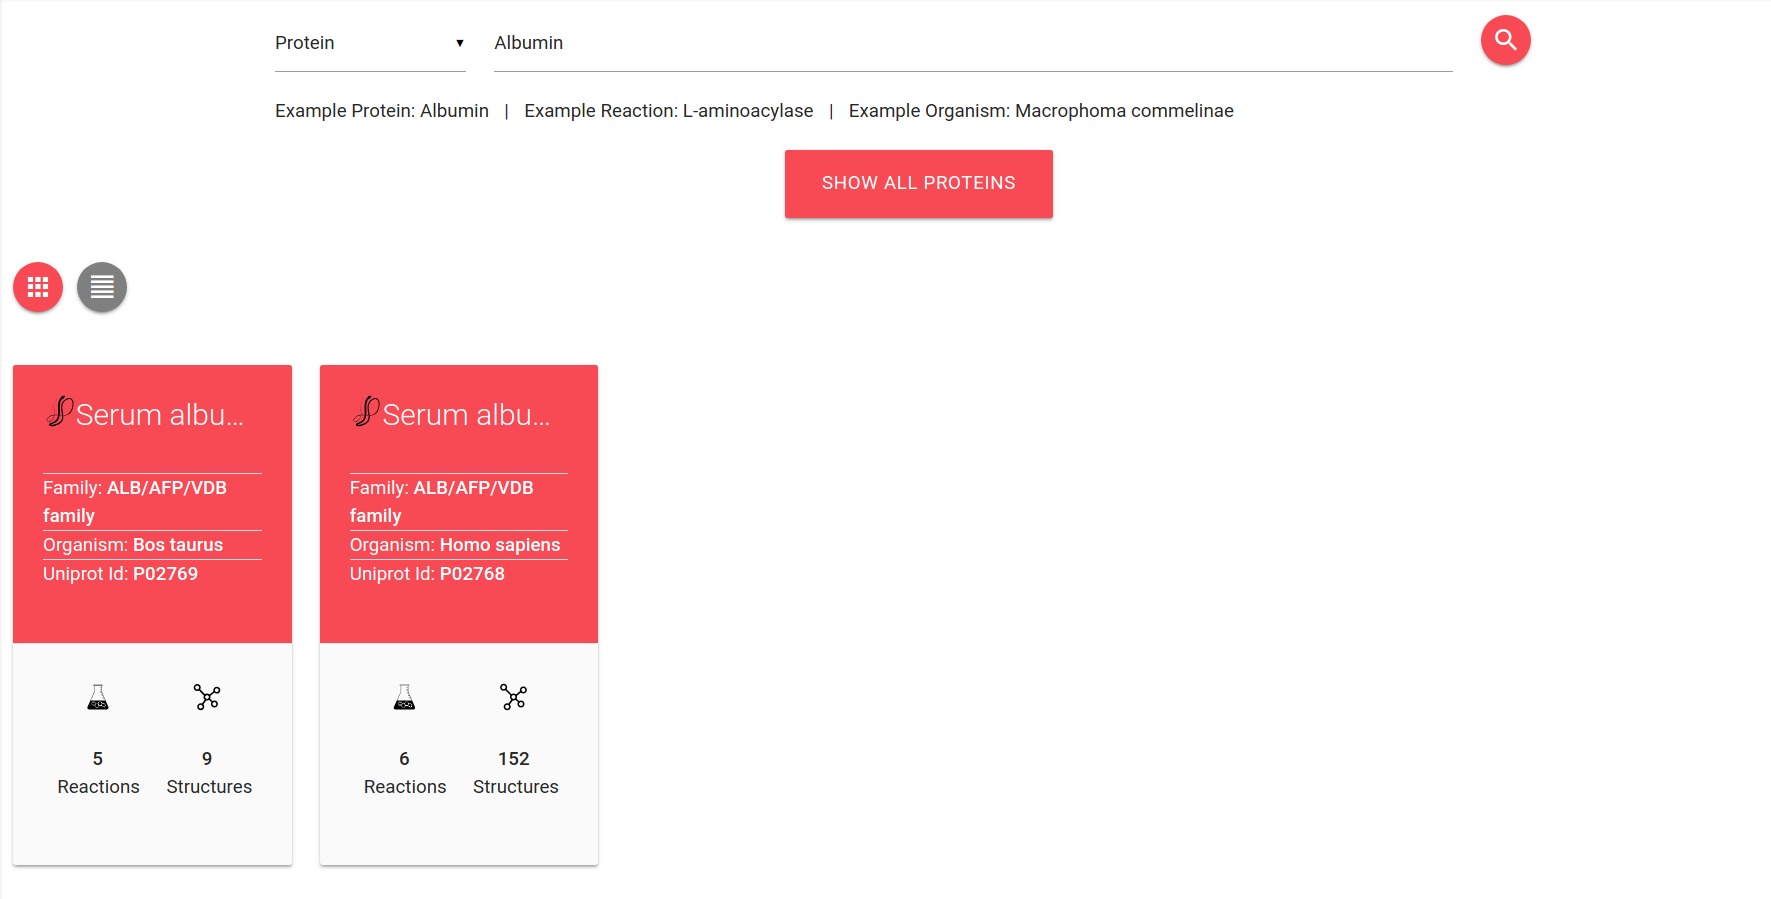 Protein ▼ Albumin
Example Protein: Albumin | Example Reaction: L-aminoacylase | Example Organism: Macrophoma commelinae
SHOW ALL PROTEINS
Serum albu...
Family: ALB/AFP/VDB
family
Organism: Bos taurus
Uniprot Id: P02769
5
Reactions
9
Structures
Serum albu...
Family: ALB/AFP/VDB
family
Organism: Homo sapiens
Uniprot Id: P02768
6
Reactions
152
Structures